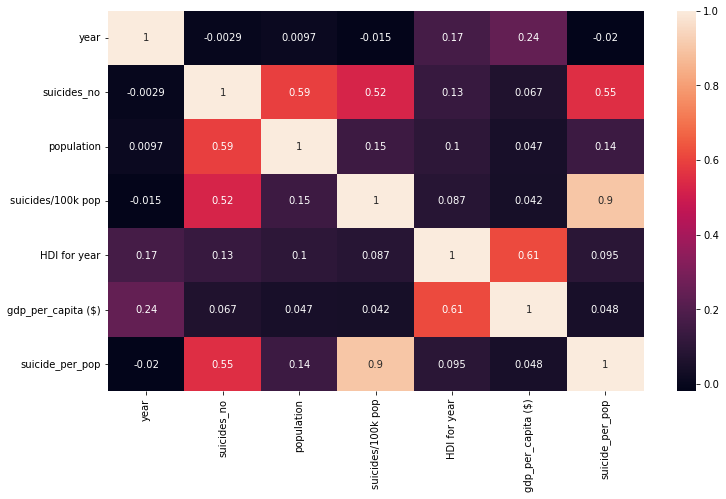 1.0
year 1 -0.0029 0.0097 -0.015 0.17 0.24 -0.02
suicides_no -0.0029 1 0.59 0.52 0.13 0.067 0.55
0.8
population 0.0097 0.59 1 0.15 0.1 0.047 0.14
0.6
suicides/100k pop -0.015 0.52 0.15 1 0.087 0.042 0.9
0.4
HDI for year 0.17 0.13 0.1 0.087 1 0.61 0.095
gdp_per_capita ($) 0.24 0.067 0.047 0.042 0.61 1 0.048
0.2
suicide_per_pop -0.02 0.55 0.14 0.9 0.095 0.048 1
0.0
year
suicides_no
population
suicides/100k pop
HDI for year
gdp_per_capita ($)
suicide_per_pop